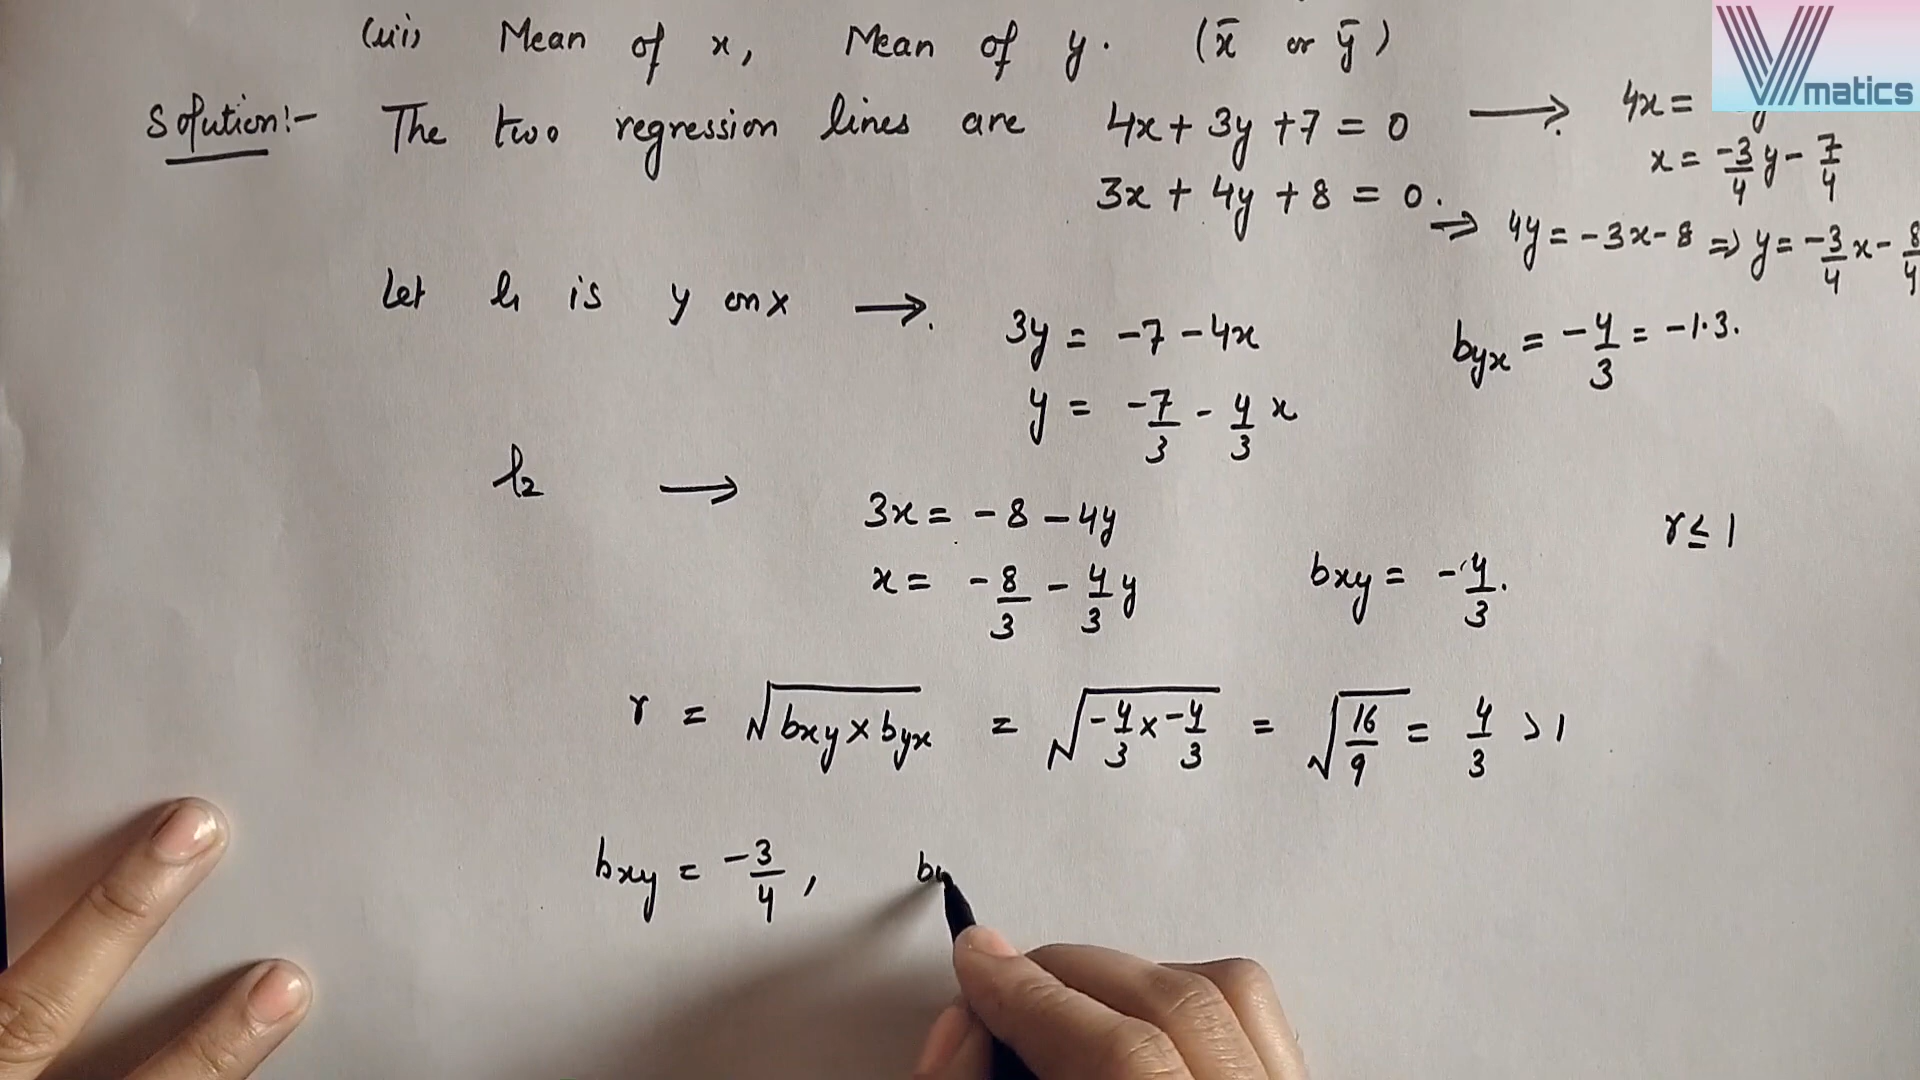 (iii) Mean of x, Mean of y. (x̄ or ȳ)
Vmatics
Solution:- The two regression lines are 4x + 3y + 7 = 0 ⟶ 4x =
x = -3/4 y - 7/4
3x + 4y + 8 = 0. ⇒ 4y = -3x - 8 ⇒ y = -3/4 x - 8/4
Let l₁ is y on x ⟶ 3y = -7 - 4x
byx = -4/3 = -1.3.
y = -7/3 - 4/3 x
l₂ ⟶ 3x = -8 - 4y
r ≤ 1
x = -8/3 - 4/3 y bxy = -4/3.
r = √(bxy × byx) = √(-4/3 × -4/3) = √(16/9) = 4/3 > 1
bxy = -3/4, by